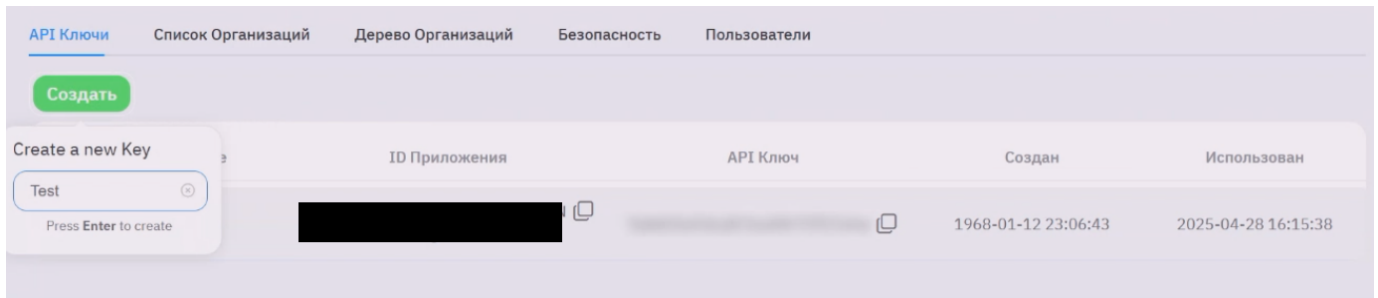 API Ключи Список Организаций Дерево Организаций Безопасность Пользователи
Создать
Create a new Key
Test
Press Enter to create
ID Приложения API Ключ Создан Использован
1968-01-12 23:06:43 2025-04-28 16:15:38